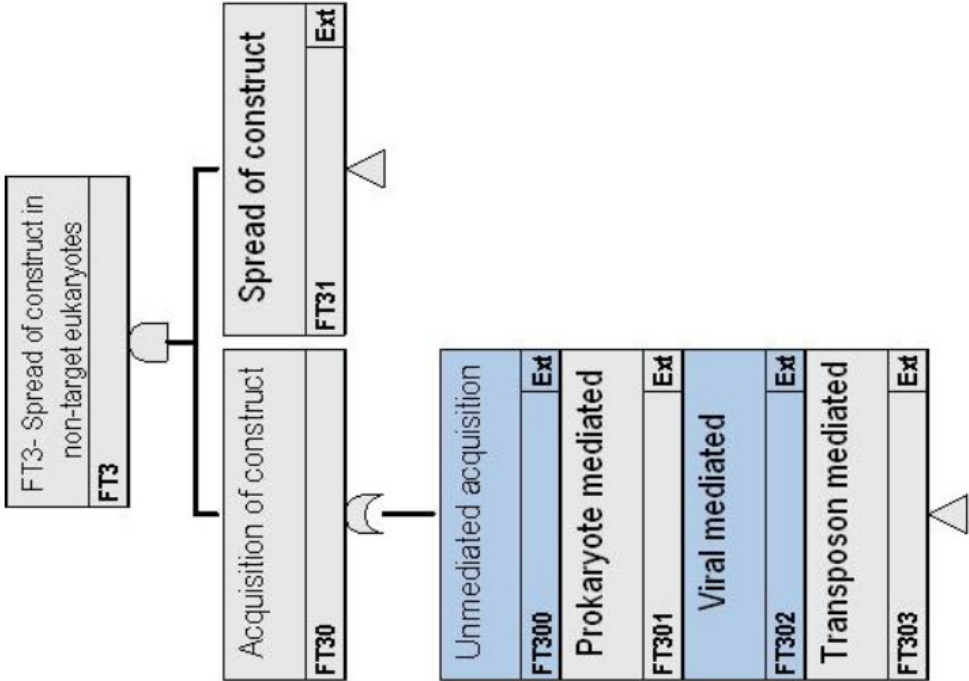 FT3- Spread of construct in
non-target eukaryotes
FT3
Acquisition of construct
FT30
Spread of construct
FT31 Ext
Unmediated acquisition
FT300 Ext
Prokaryote mediated
FT301 Ext
Viral mediated
FT302 Ext
Transposon mediated
FT303 Ext